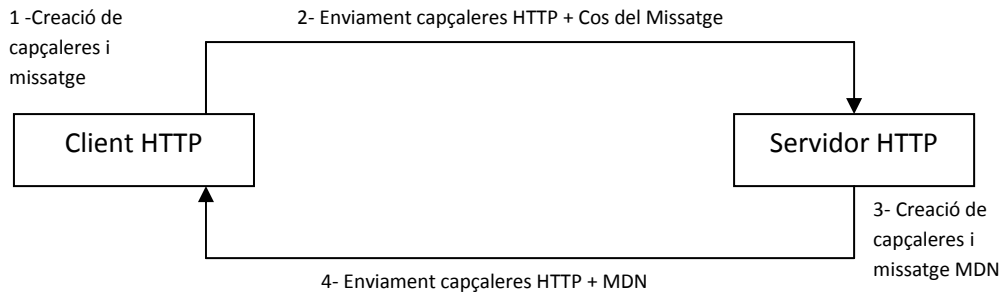 1 -Creació de
capçaleres i
missatge
2- Enviament capçaleres HTTP + Cos del Missatge
Client HTTP
Servidor HTTP
3- Creació de
capçaleres i
missatge MDN
4- Enviament capçaleres HTTP + MDN